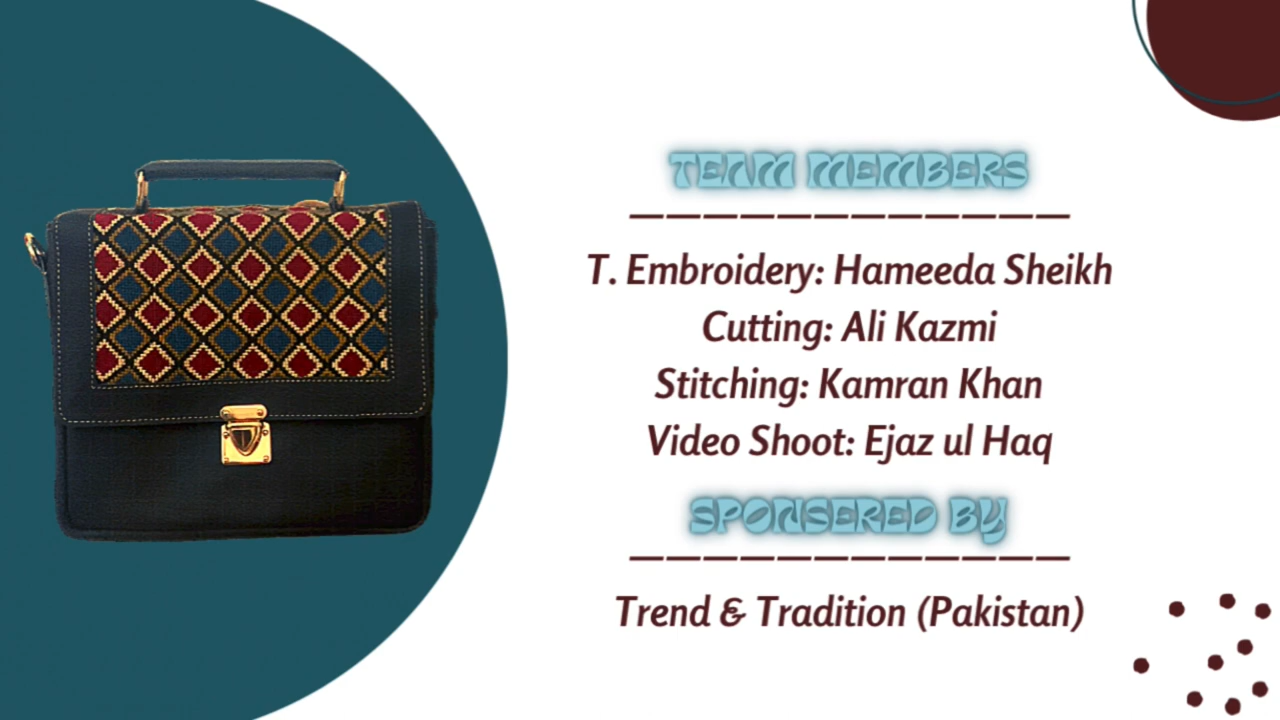 TEAM MEMBERS
T. Embroidery: Hameeda Sheikh
Cutting: Ali Kazmi
Stitching: Kamran Khan
Video Shoot: Ejaz ul Haq
SPONSERED BY
Trend & Tradition (Pakistan)